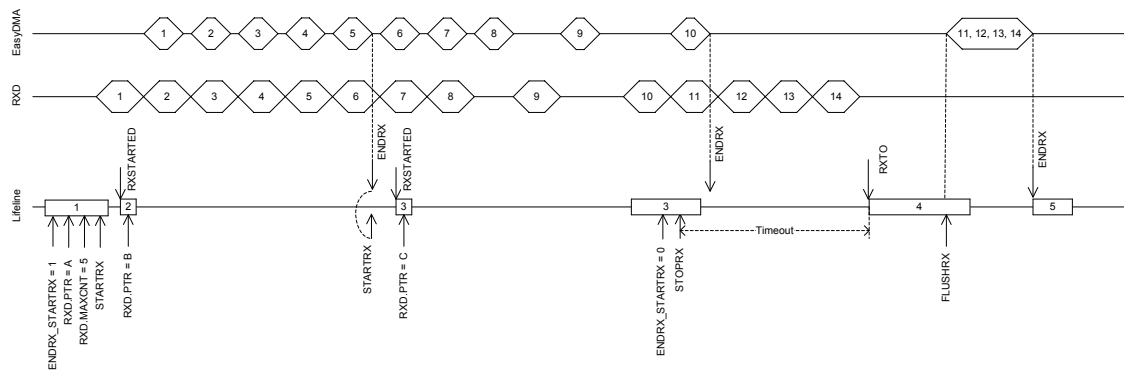 EasyDMA
1
2
3
4
5
6
7
8
9
10
11, 12, 13, 14
RXD
1
2
3
4
5
6
7
8
9
10
11
12
13
14
RXSTARTED
ENDRX
RXSTARTED
ENDRX
RXTO
ENDRX
Lifeline
1
2
3
3
4
5
Timeout
ENDRX_STARTRX = 1
RXD.PTR = A
RXD.MAXCNT = 5
STARTRX
RXD.PTR = B
STARTRX
RXD.PTR = C
ENDRX_STARTRX = 0
STOPRX
FLUSHRX